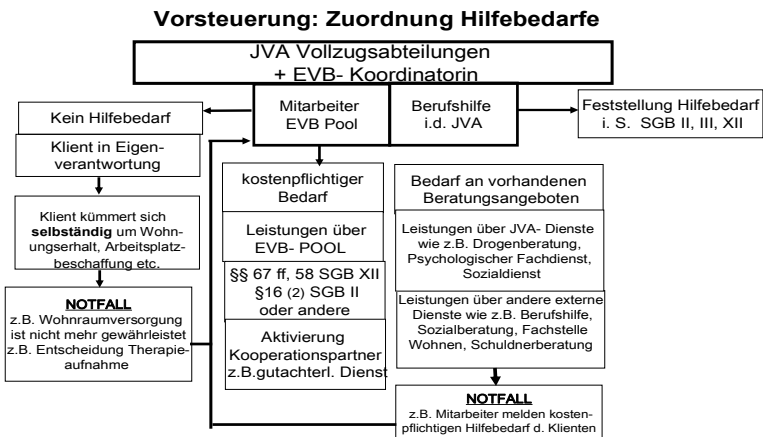 Vorsteuerung: Zuordnung Hilfebedarfe
JVA Vollzugsabteilungen
+ EVB- Koordinatorin
Kein Hilfebedarf
Mitarbeiter
EVB Pool
Berufshilfe
i.d. JVA
Feststellung Hilfebedarf
i. S.  SGB II, III, XII
Klient in Eigen-
verantwortung
Klient kümmert sich
selbständig um Wohn-
ungserhalt, Arbeitsplatz-
beschaffung etc.
NOTFALL
z.B. Wohnraumversorgung
ist nicht mehr gewährleistet
z.B. Entscheidung Therapie-
aufnahme
kostenpflichtiger
Bedarf
Leistungen über
EVB- POOL
§§ 67 ff, 58 SGB XII
§16 (2) SGB II
oder andere
Aktivierung
Kooperationspartner
z.B.gutachterl. Dienst
Bedarf an vorhandenen
Beratungsangeboten
Leistungen über JVA- Dienste
wie z.B. Drogenberatung,
Psychologischer Fachdienst,
Sozialdienst
Leistungen über andere externe
Dienste wie z.B. Berufshilfe,
Sozialberatung, Fachstelle
Wohnen, Schuldnerberatung
NOTFALL
z.B. Mitarbeiter melden kosten-
pflichtigen Hilfebedarf d. Klienten